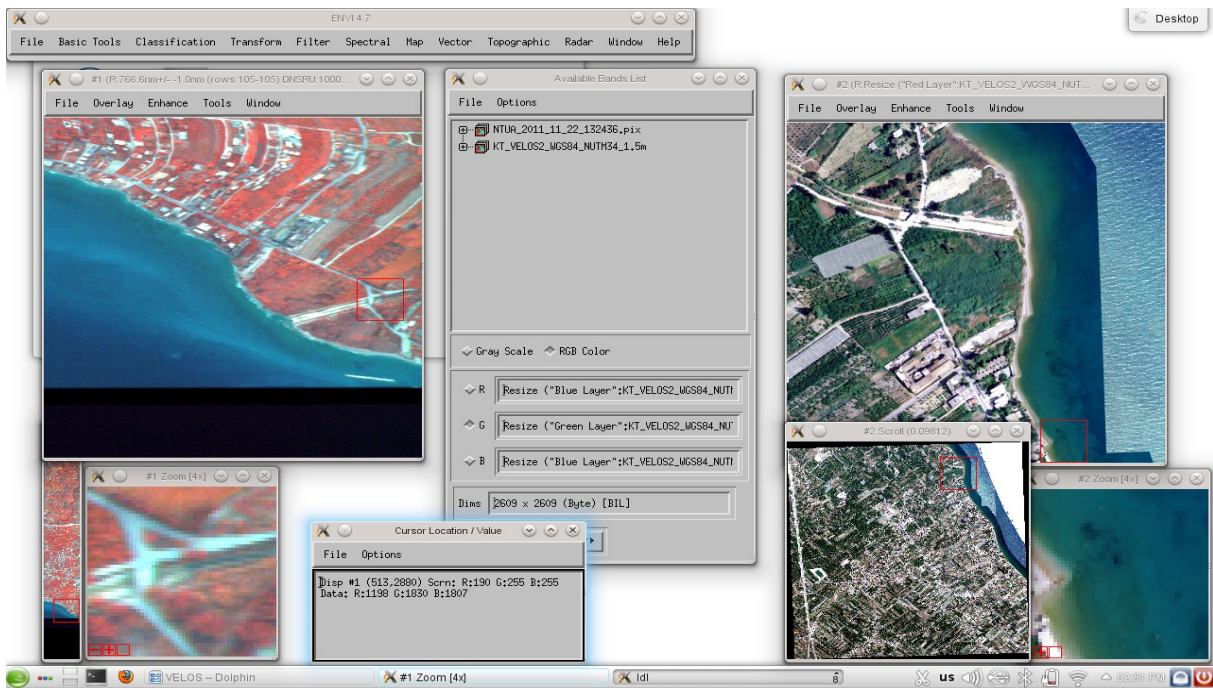 ENVI 4.7
File Basic Tools Classification Transform Filter Spectral Map Vector Topographic Radar Window Help
Desktop
#1 (R:766.6nm+/- -1.0nm (rows 105-105) DNSRU:1000...
File Overlay Enhance Tools Window
Available Bands List
File Options
NTUA_2011_11_22_132436.pix
KT_VELOS2_WGS84_NUTM34_1.5m
Gray Scale RGB Color
R Resize ("Blue Layer":KT_VELOS2_WGS84_NUTM
G Resize ("Green Layer":KT_VELOS2_WGS84_NU
B Resize ("Blue Layer":KT_VELOS2_WGS84_NUTM
Dims 2609 x 2609 (Byte) [BIL]
#2 (R:Resize ("Red Layer":KT_VELOS2_WGS84_NUT...
File Overlay Enhance Tools Window
#2 Scroll (0.09812)
#2 Zoom [4x]
#1 Zoom [4x]
Cursor Location / Value
File Options
Disp #1 (513,2880) Scrn: R:190 G:255 B:255
Data: R:1198 G:1830 B:1807
VELOS – Dolphin
#1 Zoom [4x]
Idl
8
us